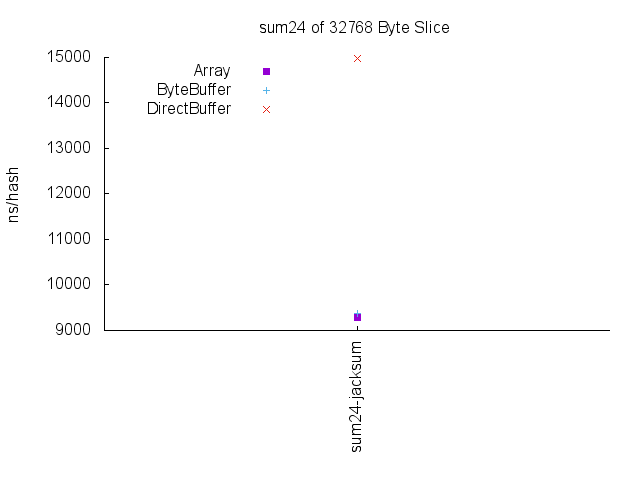 sum24 of 32768 Byte Slice
15000
14000
13000
12000
11000
10000
9000
ns/hash
Array
ByteBuffer
DirectBuffer
sum24-jacksum